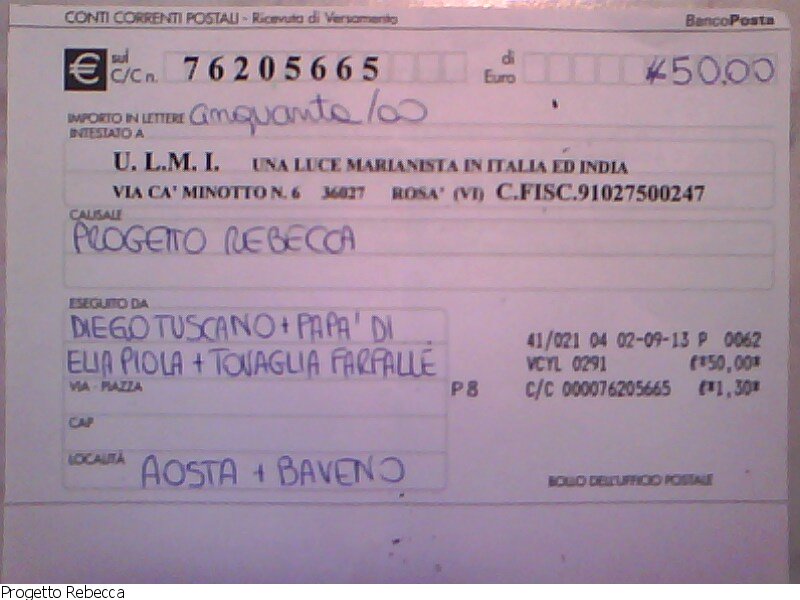 CONTI CORRENTI POSTALI - Ricevuta di Versamento BancoPosta
€ sul C/C n. 76205665 di Euro *50.00
IMPORTO IN LETTERE cinquanta/00
INTESTATO A
U. L.M. I. UNA LUCE MARIANISTA IN ITALIA ED INDIA
VIA CA' MINOTTO N. 6 36027 ROSA' (VI) C.FISC.91027500247
CAUSALE
PROGETTO REBECCA
ESEGUITO DA
DIEGO TUSCANO + PAPA' DI
ELIA PIOLA + TOVAGLIA FARFALLE
VIA - PIAZZA
CAP
LOCALITÀ AOSTA + BAVENO
41/021 04 02-09-13 P 0062
VCYL 0291 €*50,00*
P 8 C/C 000076205665 €*1,30*
BOLLO DELL'UFFICIO POSTALE
Progetto Rebecca